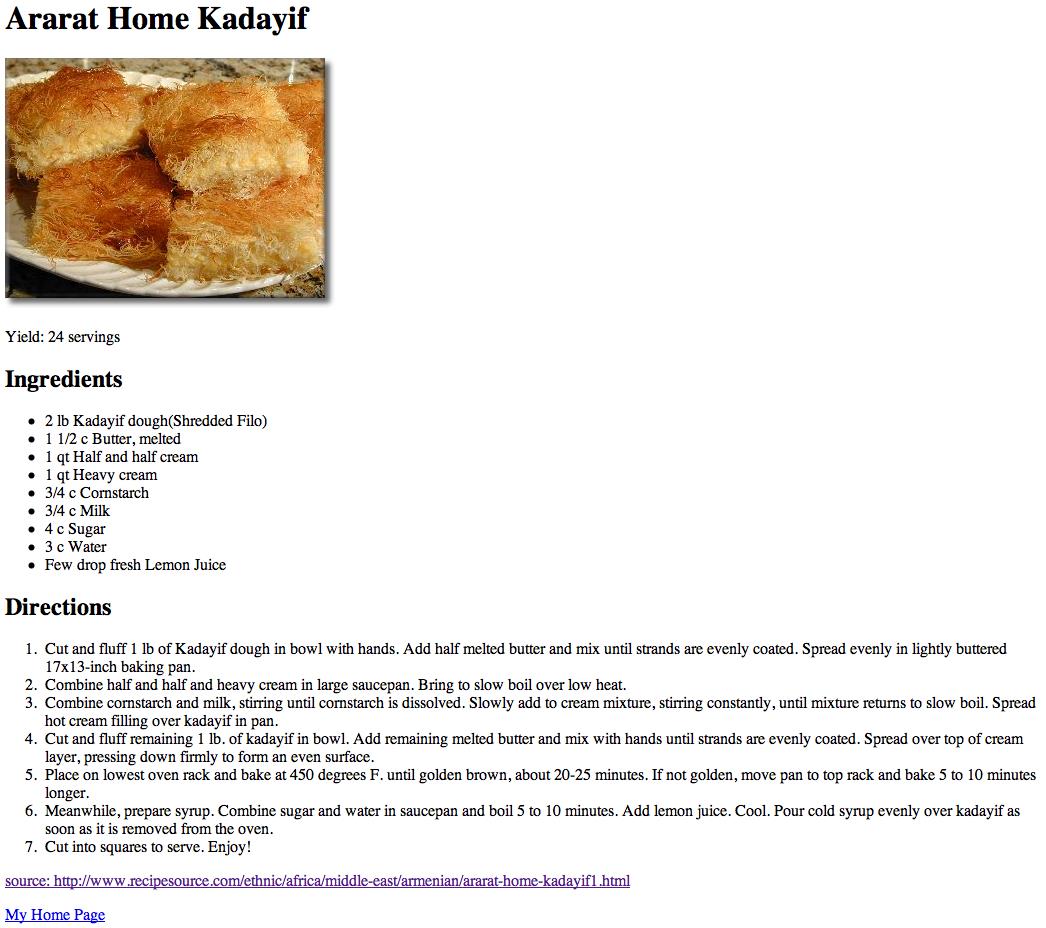 Ararat Home Kadayif
Yield: 24 servings
Ingredients
• 2 lb Kadayif dough(Shredded Filo)
• 1 1/2 c Butter, melted
• 1 qt Half and half cream
• 1 qt Heavy cream
• 3/4 c Cornstarch
• 3/4 c Milk
• 4 c Sugar
• 3 c Water
• Few drop fresh Lemon Juice
Directions
1. Cut and fluff 1 lb of Kadayif dough in bowl with hands. Add half melted butter and mix until strands are evenly coated. Spread evenly in lightly buttered
17x13-inch baking pan.
2. Combine half and half and heavy cream in large saucepan. Bring to slow boil over low heat.
3. Combine cornstarch and milk, stirring until cornstarch is dissolved. Slowly add to cream mixture, stirring constantly, until mixture returns to slow boil. Spread
hot cream filling over kadayif in pan.
4. Cut and fluff remaining 1 lb. of kadayif in bowl. Add remaining melted butter and mix with hands until strands are evenly coated. Spread over top of cream
layer, pressing down firmly to form an even surface.
5. Place on lowest oven rack and bake at 450 degrees F. until golden brown, about 20-25 minutes. If not golden, move pan to top rack and bake 5 to 10 minutes
longer.
6. Meanwhile, prepare syrup. Combine sugar and water in saucepan and boil 5 to 10 minutes. Add lemon juice. Cool. Pour cold syrup evenly over kadayif as
soon as it is removed from the oven.
7. Cut into squares to serve. Enjoy!
source: http://www.recipesource.com/ethnic/africa/middle-east/armenian/ararat-home-kadayif1.html
My Home Page